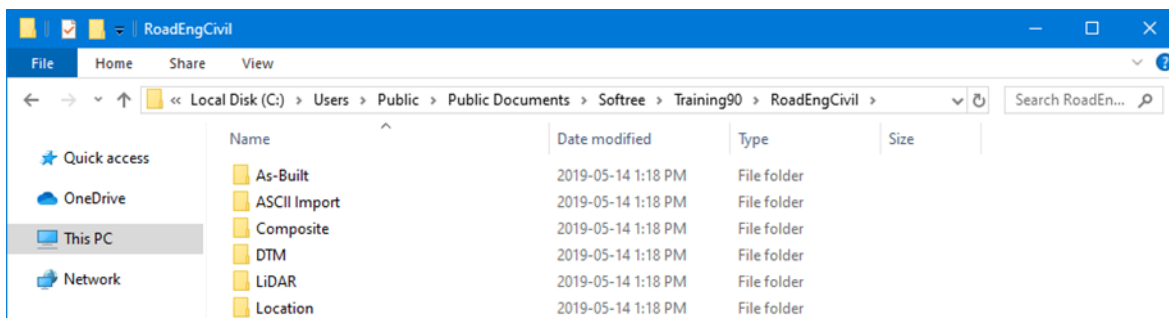 RoadEngCivil
File Home Share View
« Local Disk (C:) > Users > Public > Public Documents > Softree > Training90 > RoadEngCivil > Search RoadEn...
Name Date modified Type Size
Quick access
As-Built 2019-05-14 1:18 PM File folder
OneDrive
ASCII Import 2019-05-14 1:18 PM File folder
Composite 2019-05-14 1:18 PM File folder
This PC
DTM 2019-05-14 1:18 PM File folder
Network
LiDAR 2019-05-14 1:18 PM File folder
Location 2019-05-14 1:18 PM File folder